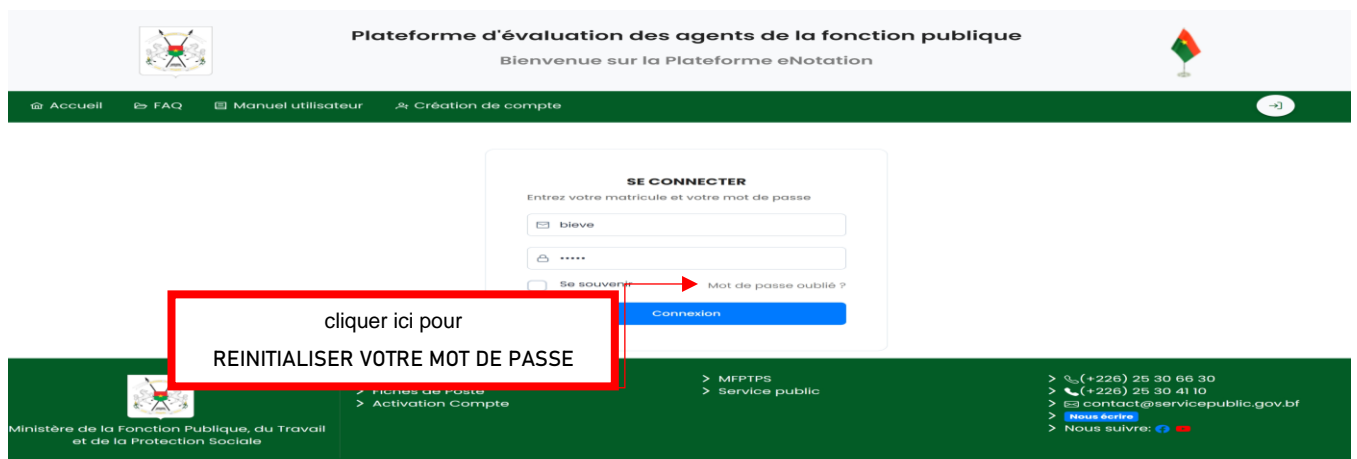 Plateforme d'évaluation des agents de la fonction publique
Bienvenue sur la Plateforme eNotation
Accueil FAQ Manuel utilisateur Création de compte
SE CONNECTER
Entrez votre matricule et votre mot de passe
bieve
•••••
Se souvenir Mot de passe oublié ?
Connexion
cliquer ici pour
REINITIALISER VOTRE MOT DE PASSE
> Fiches de Poste
> Activation Compte
> MFPTPS
> Service public
> (+226) 25 30 66 30
> (+226) 25 30 41 10
> contact@servicepublic.gov.bf
> Nous écrire
> Nous suivre:
Ministère de la Fonction Publique, du Travail
et de la Protection Sociale